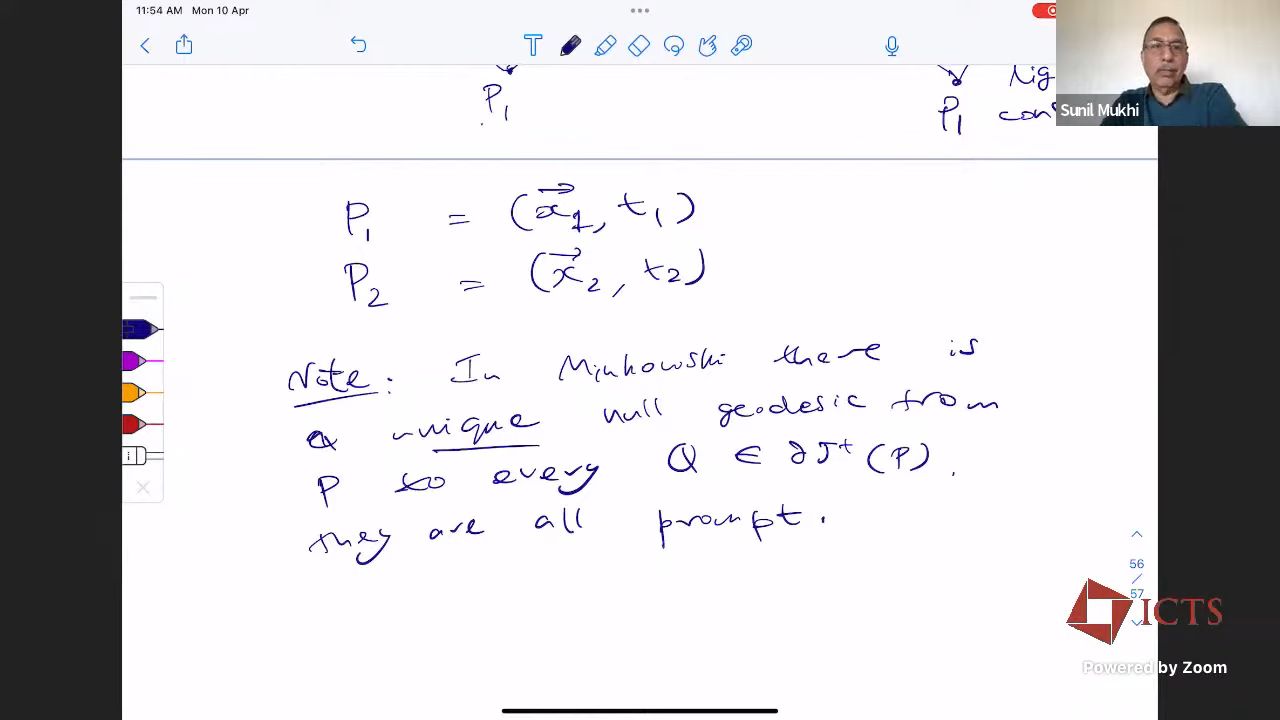 11:54 AM Mon 10 Apr
P1
P1
Sunil Mukhi
P1 = (x⃗1, t1)
P2 = (x⃗2, t2)
Note: In Minkowski there is
a unique null geodesic from
P to every Q ∈ ∂J+ (P).
they are all prompt.
56
/
57
ICTS
Powered by Zoom